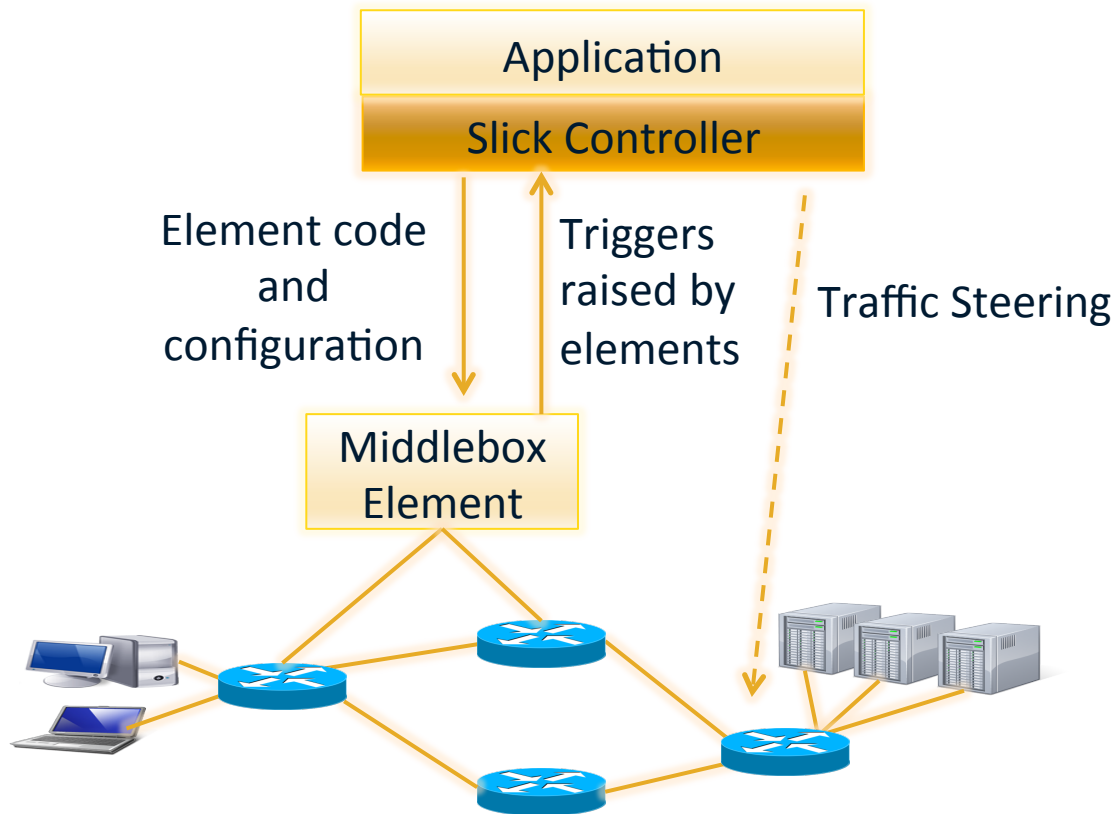 Application
Slick Controller
Element code
and
configuration
Triggers
raised by
elements
Traffic Steering
Middlebox
Element